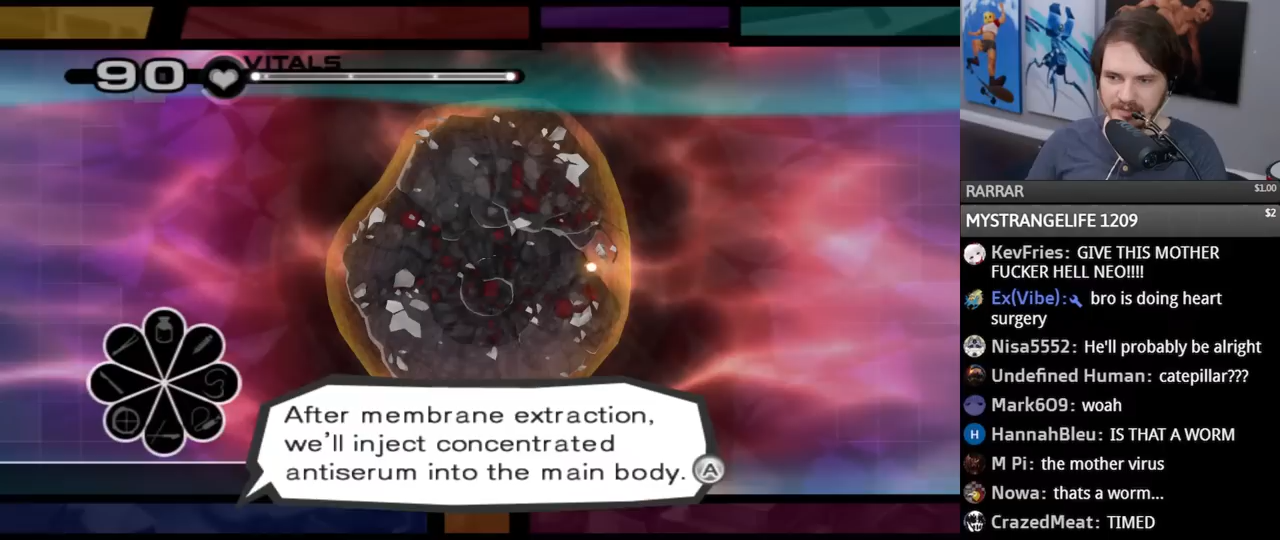 90
VITALS
After membrane extraction,
we'll inject concentrated
antiserum into the main body. A
RARRAR $1.00
MYSTRANGELIFE 1209 $2
KevFries: GIVE THIS MOTHER
FUCKER HELL NEO!!!!
Ex(Vibe): bro is doing heart
surgery
Nisa5552: He'll probably be alright
Undefined Human: catepillar???
Mark609: woah
H HannahBleu: IS THAT A WORM
M Pi: the mother virus
Nowa: thats a worm...
CrazedMeat: TIMED